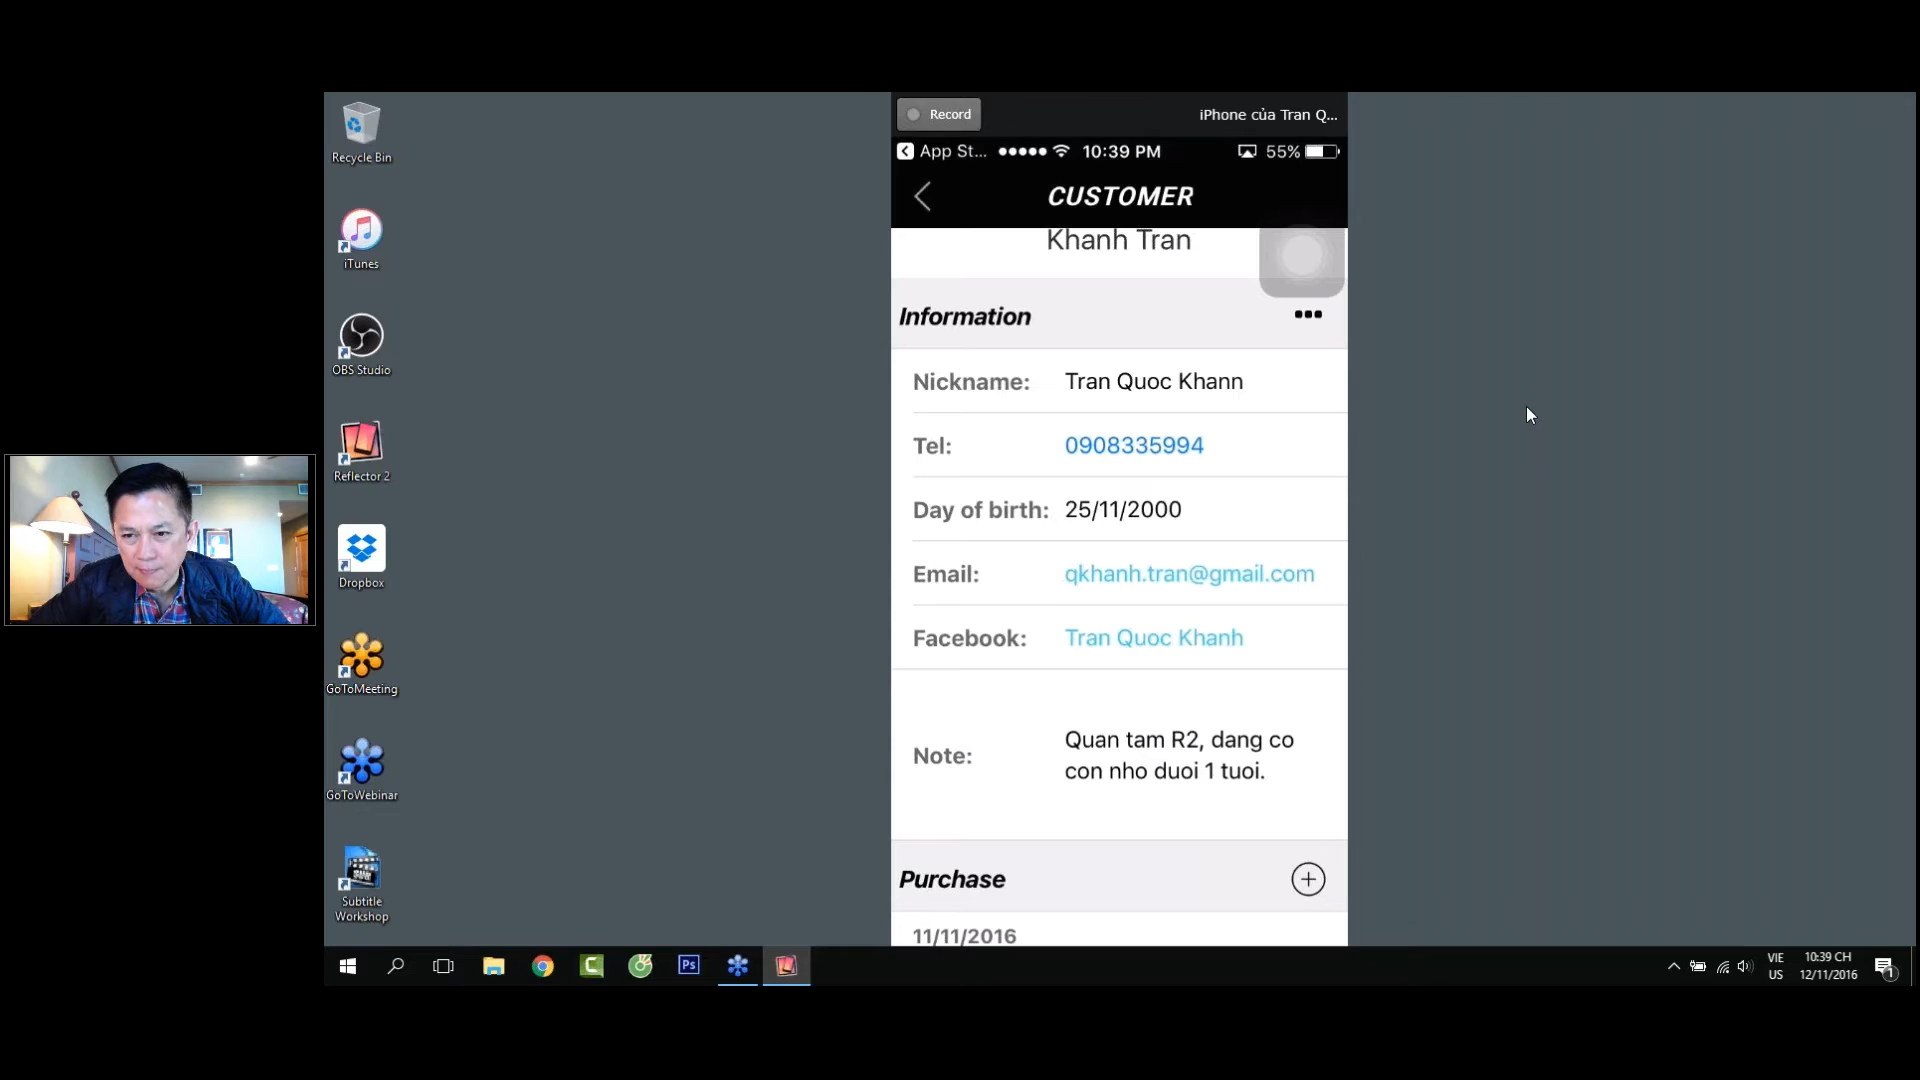 Recycle Bin
iTunes
OBS Studio
Reflector 2
Dropbox
GoToMeeting
GoToWebinar
Subtitle
Workshop
Record
iPhone của Tran Q...
App St...
10:39 PM
55%
CUSTOMER
Khanh Tran
Information
Nickname: Tran Quoc Khann
Tel: 0908335994
Day of birth: 25/11/2000
Email: qkhanh.tran@gmail.com
Facebook: Tran Quoc Khanh
Note: Quan tam R2, dang co
con nho duoi 1 tuoi.
Purchase
11/11/2016
Ps
VIE
US
10:39 CH
12/11/2016
1